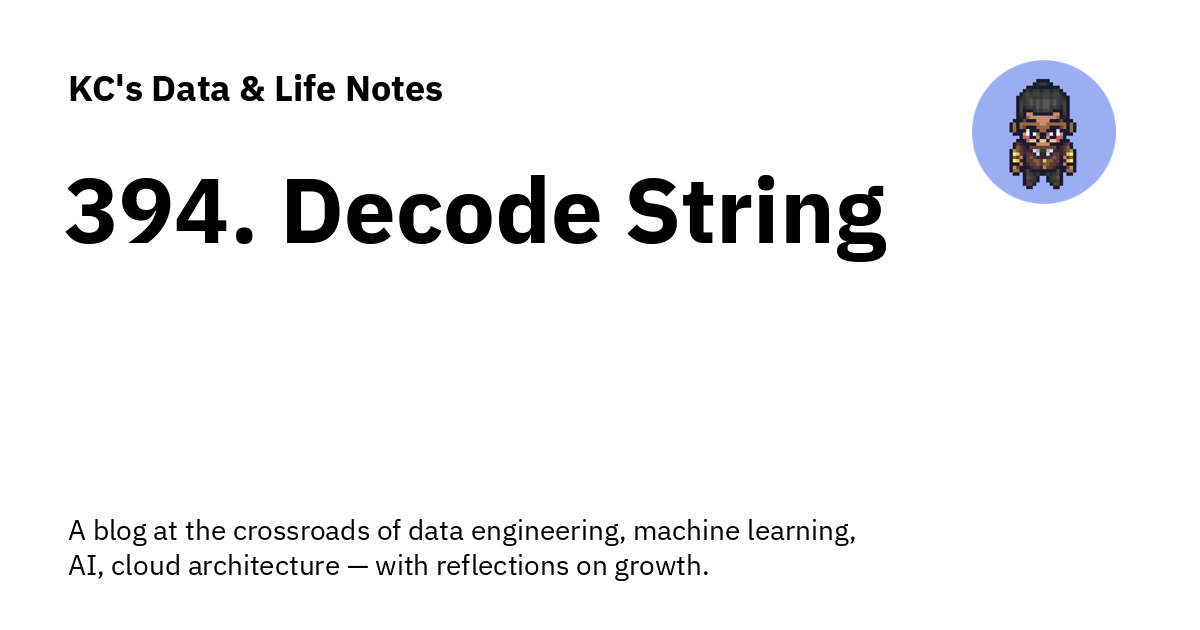 KC's Data & Life Notes
394. Decode String
A blog at the crossroads of data engineering, machine learning,
AI, cloud architecture — with reflections on growth.